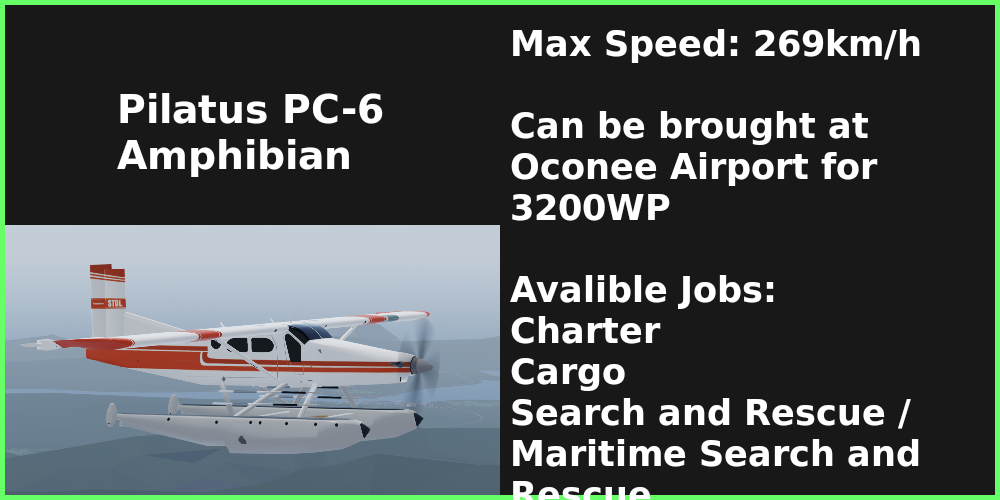 Pilatus PC-6
Amphibian
Max Speed: 269km/h
Can be brought at
Oconee Airport for
3200WP
Avalible Jobs:
Charter
Cargo
Search and Rescue /
Maritime Search and
Rescue
STOL